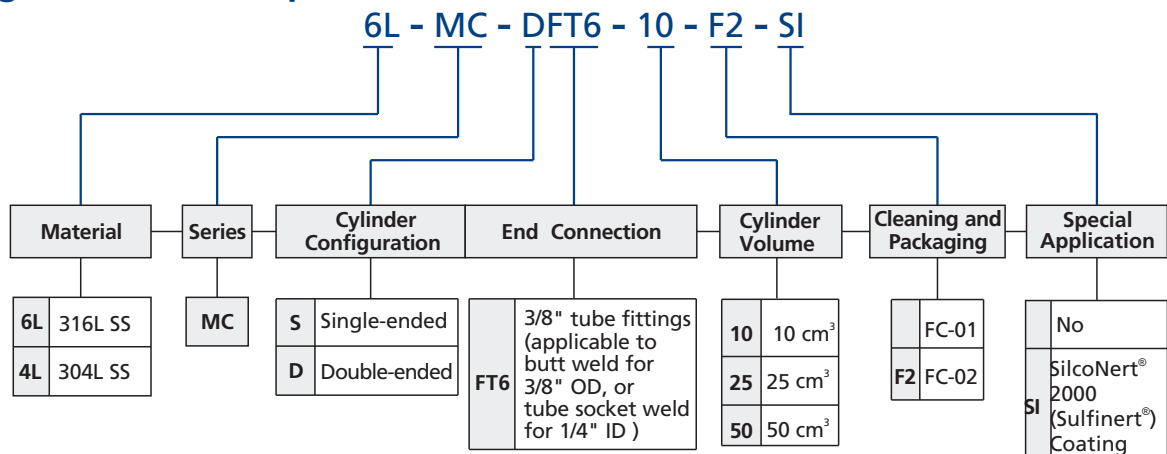 6L - MC - DFT6 - 10 - F2 - SI
Material
Series
Cylinder
Configuration
End Connection
Cylinder
Volume
Cleaning and
Packaging
Special
Application
6L 316L SS
4L 304L SS
MC
S Single-ended
D Double-ended
FT6
3/8" tube fittings
(applicable to
butt weld for
3/8" OD, or
tube socket weld
for 1/4" ID )
10 10 cm³
25 25 cm³
50 50 cm³
FC-01
F2 FC-02
No
SI
SilcoNert®
2000
(Sulfinert®)
Coating